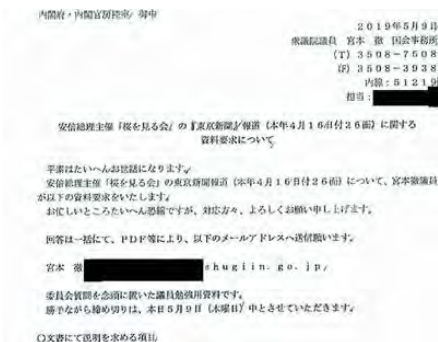 内閣府・内閣官房控室 御中
2019年5月9日
衆議院議員 宮本 徹 国会事務所
(T) 3508-7508
(F) 3508-3938
内線:51219
担当:
安倍総理主催「桜を見る会」の『東京新聞』報道(本年4月16日付26面)に関する
資料要求について
平素はたいへんお世話になります。
安倍総理主催「桜を見る会」の東京新聞報道(本年4月16日付26面)について、宮本徹議員
が以下の資料要求をいたします。
お忙しいところたいへん恐縮ですが、対応方々、よろしくお願い申し上げます。
回答は一括にて、PDF等により、以下のメールアドレスへ送信願います。
宮本 徹 shugiin.go.jp
委員会質問を念頭に置いた議員勉強用資料です。
勝手ながら締め切りは、本日5月9日(木曜日)中とさせていただきます。
○文書にて説明を求める項目